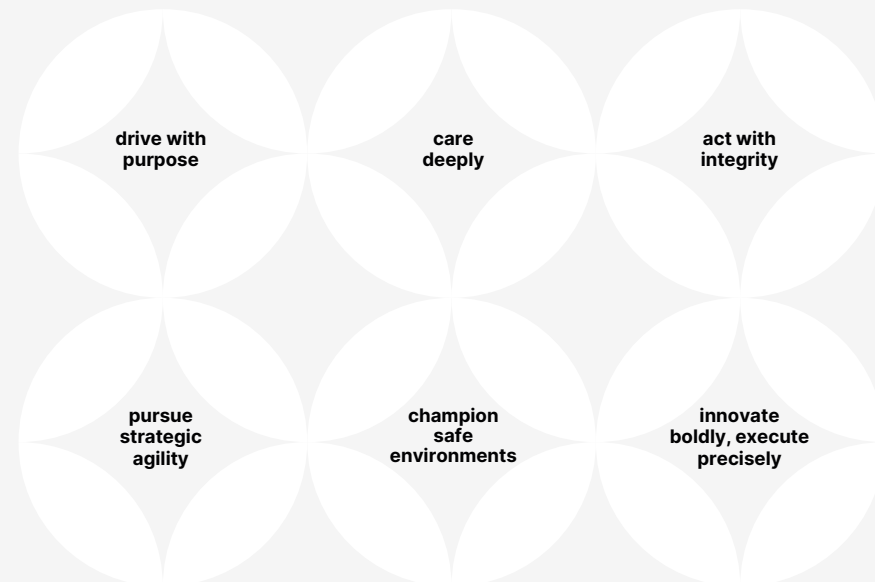 drive with
purpose
care
deeply
act with
integrity
pursue
strategic
agility
champion
safe
environments
innovate
boldly, execute
precisely